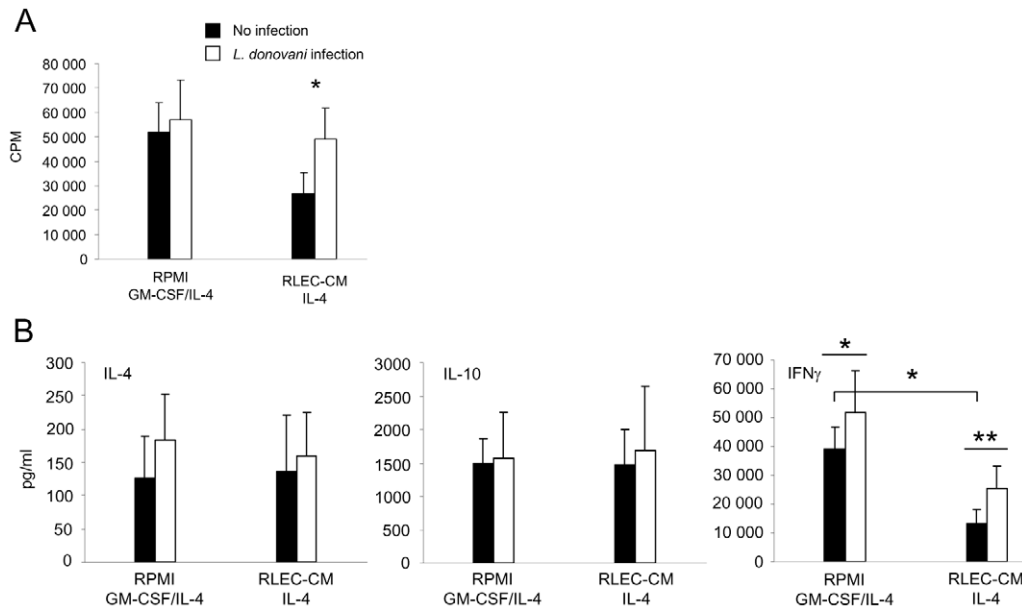 A
No infection
L. donovani infection
80 000
70 000
60 000
50 000
40 000
30 000
20 000
10 000
0
CPM
*
RPMI
GM-CSF/IL-4
RLEC-CM
IL-4
B
300
250
200
150
100
50
0
pg/ml
IL-4
RPMI
GM-CSF/IL-4
RLEC-CM
IL-4
3000
2500
2000
1500
1000
500
0
IL-10
RPMI
GM-CSF/IL-4
RLEC-CM
IL-4
70 000
60 000
50 000
40 000
30 000
20 000
10 000
0
IFNγ
*
*
**
RPMI
GM-CSF/IL-4
RLEC-CM
IL-4